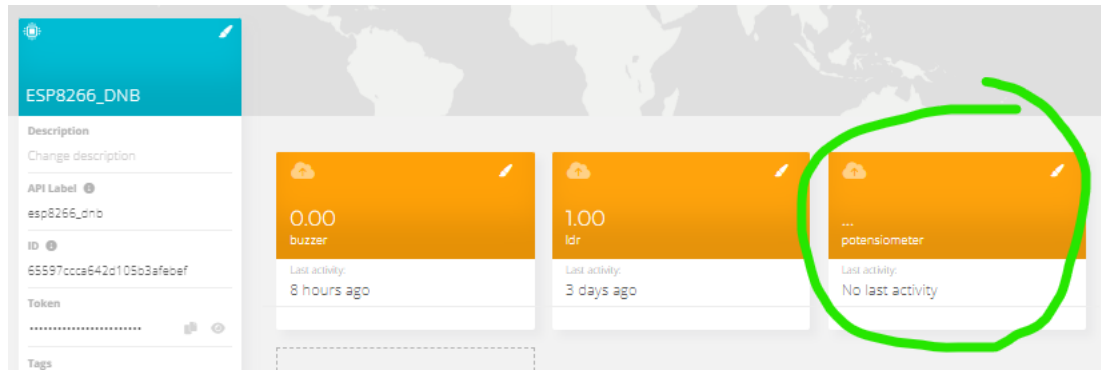 ESP8266_DNB
Description
Change description
API Label
esp8266_dnb
ID
65597ccca642d105b3afebef
Token
Tags
0.00
buzzer
Last activity:
8 hours ago
1.00
ldr
Last activity:
3 days ago
...
potensiometer
Last activity:
No last activity